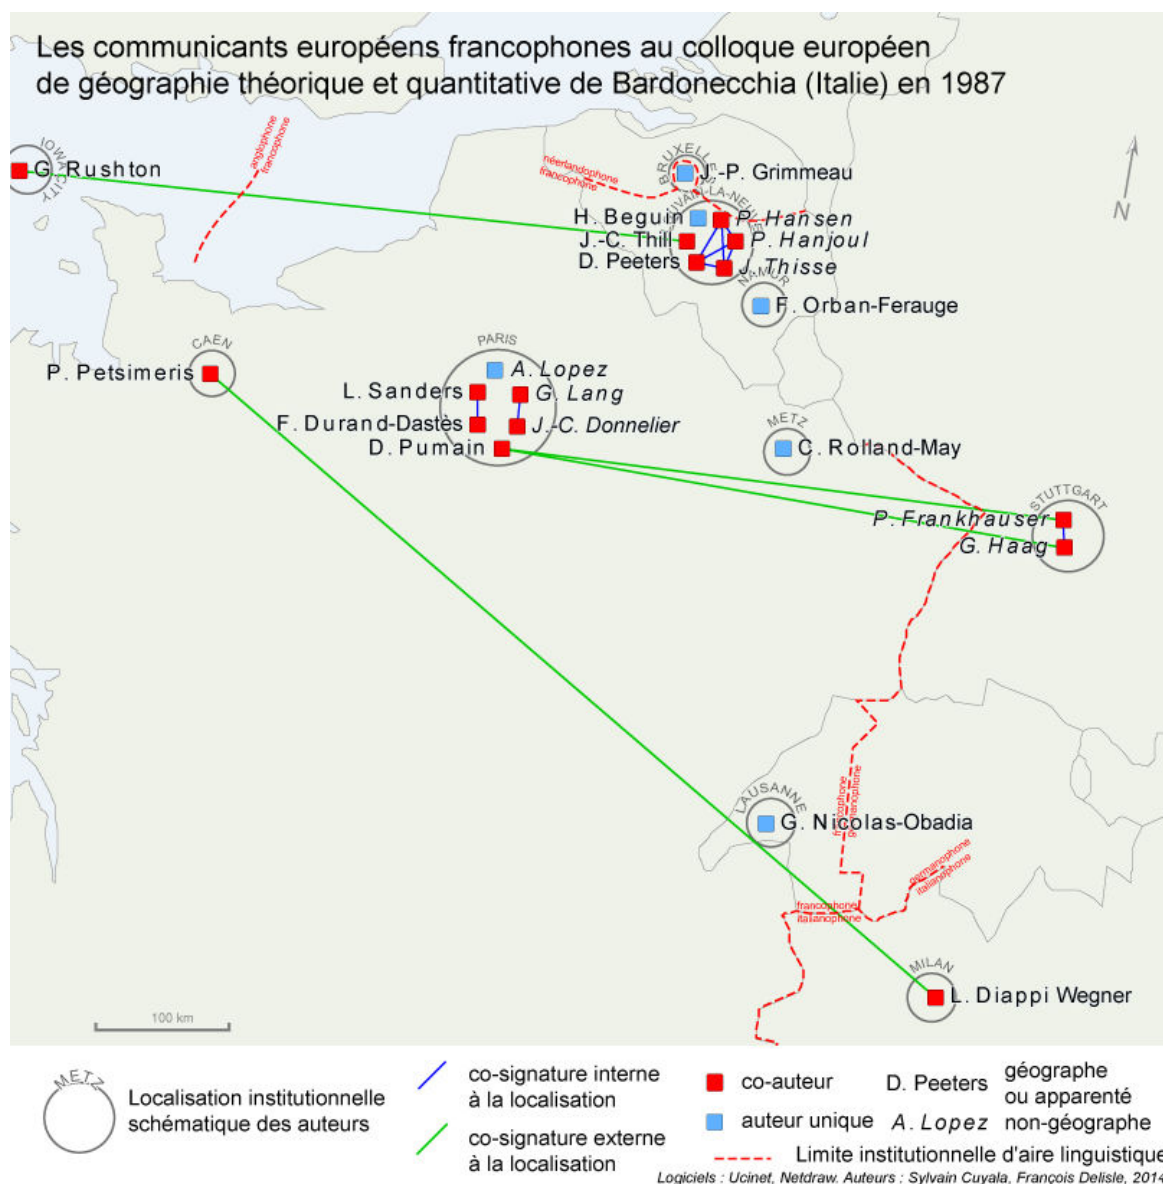 Les communicants européens francophones au colloque européen
de géographie théorique et quantitative de Bardonecchia (Italie) en 1987
IOWA CITY
G. Rushton
anglophone
francophone
néerlandophone
francophone
BRUXELLES
J.-P. Grimmeau
LOUVAIN-LA-NEUVE
H. Beguin
P. Hansen
J.-C. Thill
P. Hanjoul
D. Peeters
J. Thisse
N
NAMUR
F. Orban-Ferauge
CAEN
P. Petsimeris
PARIS
A. Lopez
L. Sanders
G. Lang
F. Durand-Dastès
J.-C. Donnelier
D. Pumain
METZ
C. Rolland-May
STUTTGART
P. Frankhauser
G. Haag
LAUSANNE
G. Nicolas-Obadia
francophone
germanophone
germanophone
italianophone
francophone
italianophone
MILAN
L. Diappi Wegner
100 km
METZ
Localisation institutionnelle
schématique des auteurs
co-signature interne
à la localisation
co-signature externe
à la localisation
co-auteur
auteur unique
D. Peeters
géographe
ou apparenté
A. Lopez
non-géographe
Limite institutionnelle d'aire linguistique
Logiciels : Ucinet, Netdraw. Auteurs : Sylvain Cuyala, François Delisle, 2014